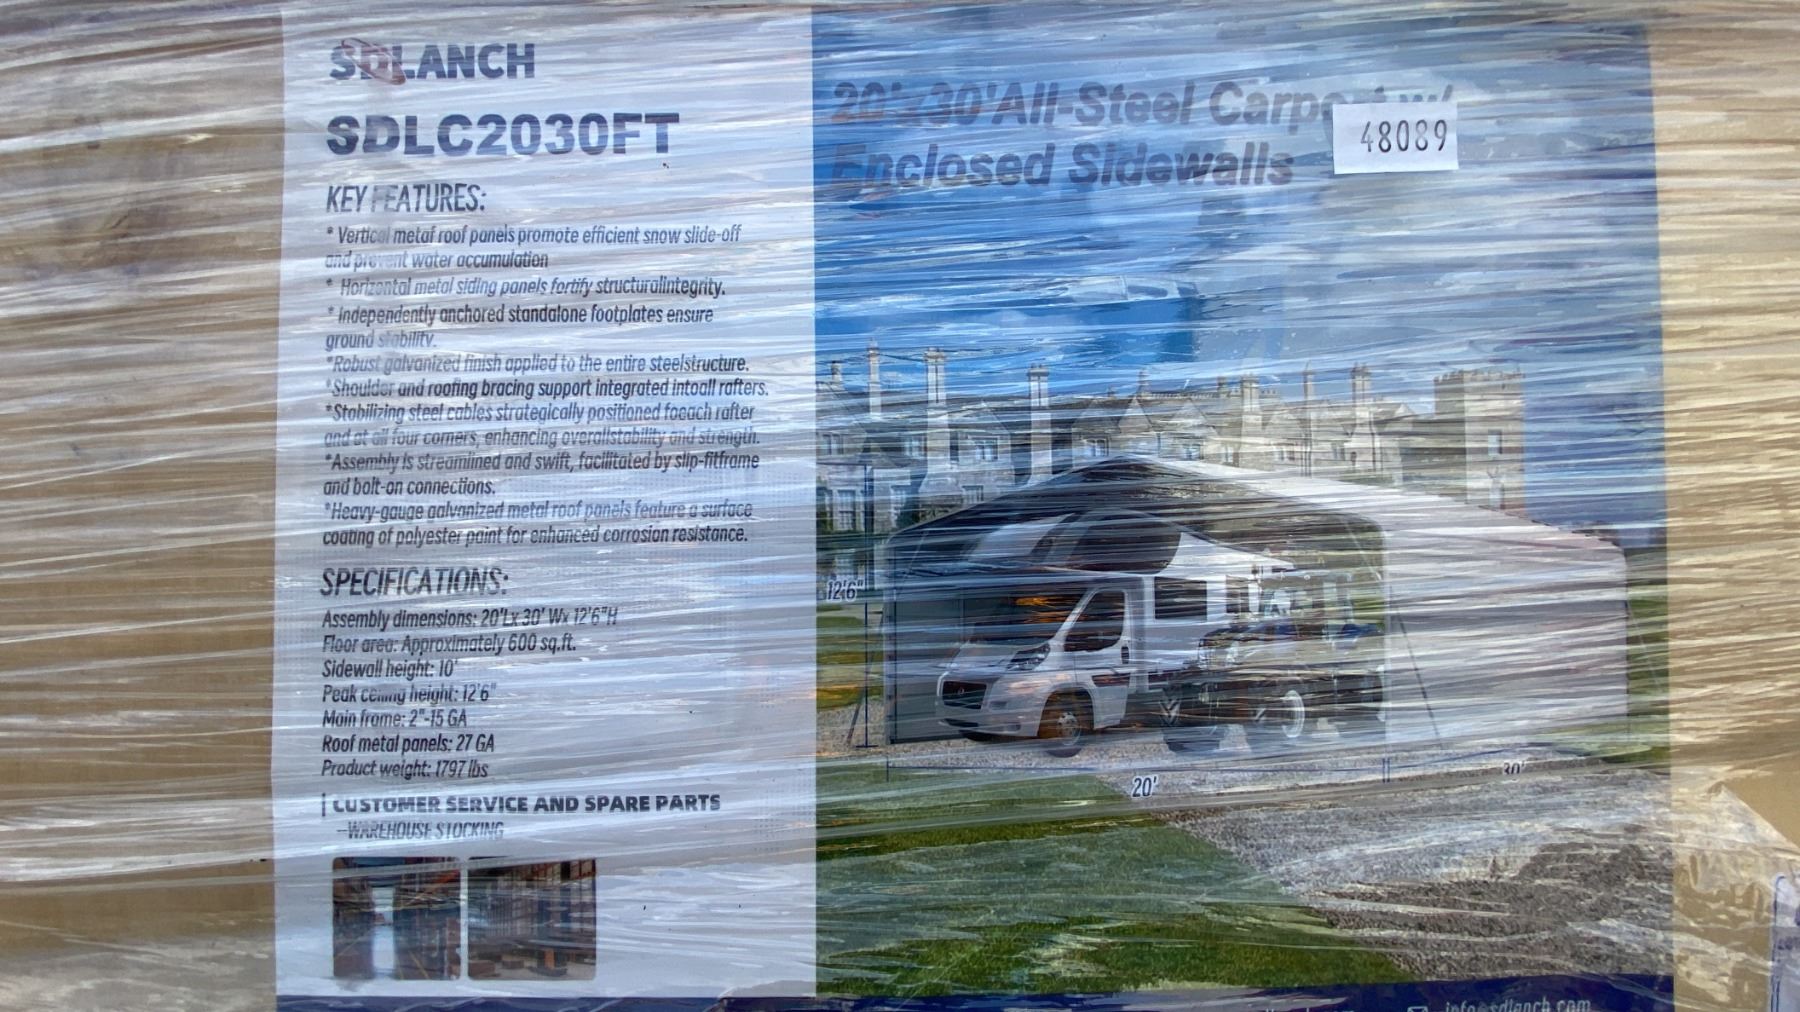 SDLANCH
SDLC2030FT
KEY FEATURES:
* Vertical metal roof panels promote efficient snow slide-off
and prevent water accumulation
* Horizontal metal siding panels fortify structuralintegrity.
* Independently anchored standalone footplates ensure
ground stability.
*Robust galvanized finish applied to the entire steelstructure.
*Shoulder and roofing bracing support integrated intoall rafters.
*Stabilizing steel cables strategically positioned foeach rafter
and at all four corners, enhancing overallstability and strength.
*Assembly is streamlined and swift, facilitated by slip-fitframe
and bolt-on connections.
*Heavy-gauge galvanized metal roof panels feature a surface
coating of polyester paint for enhanced corrosion resistance.
SPECIFICATIONS:
Assembly dimensions: 20'Lx 30' Wx 12'6"H
Floor area: Approximately 600 sq.ft.
Sidewall height: 10'
Peak ceiling height: 12'6"
Main frame: 2"-15 GA
Roof metal panels: 27 GA
Product weight: 1797 lbs
| CUSTOMER SERVICE AND SPARE PARTS
–WAREHOUSE STOCKING
20'x30'All-Steel Carport w/
Enclosed Sidewalls
48089
12'6"
20'
30'
info@sdlanch.com